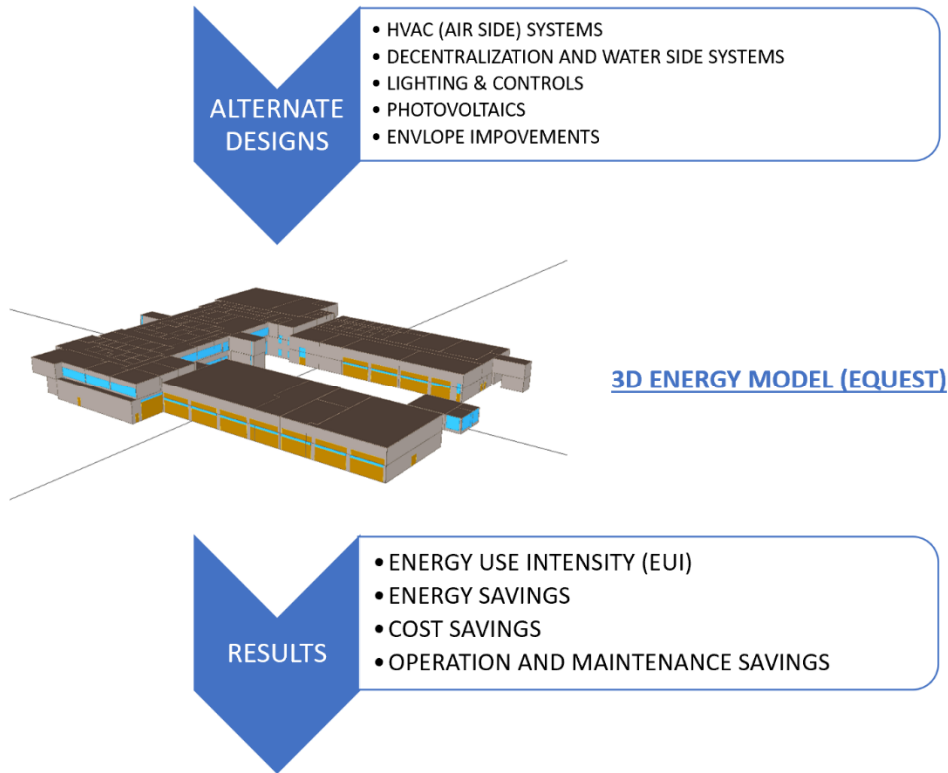 ALTERNATE
DESIGNS
• HVAC (AIR SIDE) SYSTEMS
• DECENTRALIZATION AND WATER SIDE SYSTEMS
• LIGHTING & CONTROLS
• PHOTOVOLTAICS
• ENVLOPE IMPOVEMENTS
3D ENERGY MODEL (EQUEST)
RESULTS
• ENERGY USE INTENSITY (EUI)
• ENERGY SAVINGS
• COST SAVINGS
• OPERATION AND MAINTENANCE SAVINGS